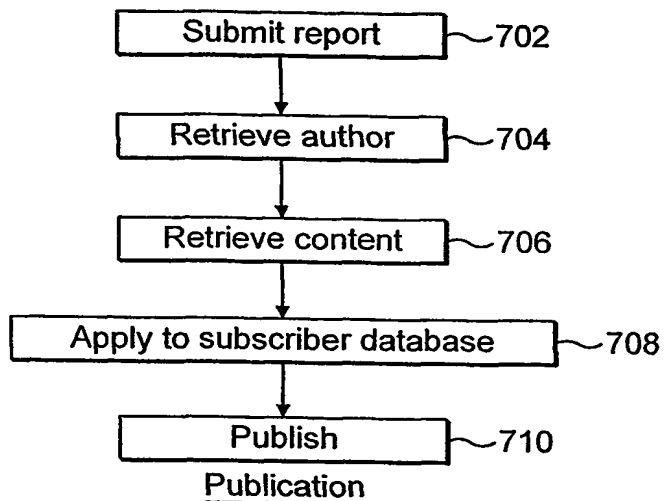 Submit report 702
Retrieve author 704
Retrieve content 706
Apply to subscriber database 708
Publish 710
Publication